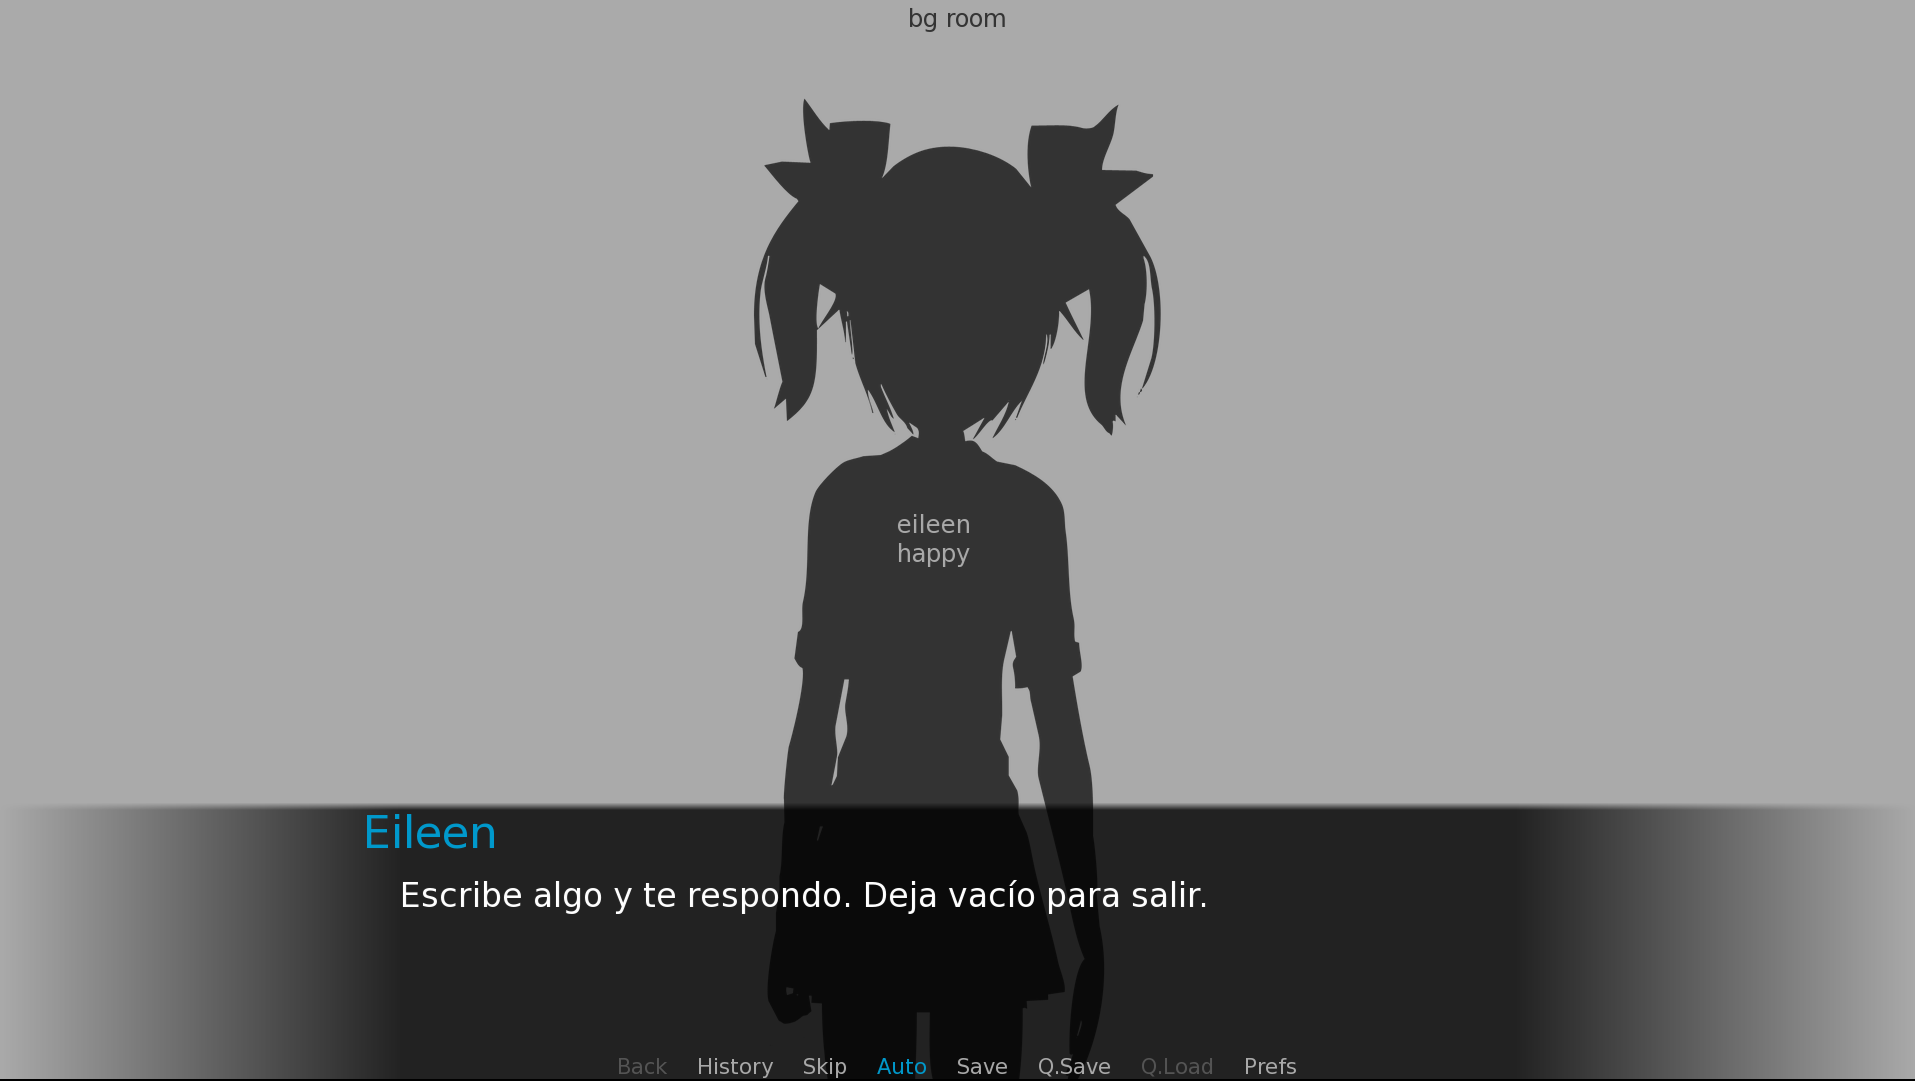 bg room
eileen
happy
Eileen
Escribe algo y te respondo. Deja vacío para salir.
Back History Skip Auto Save Q.Save Q.Load Prefs